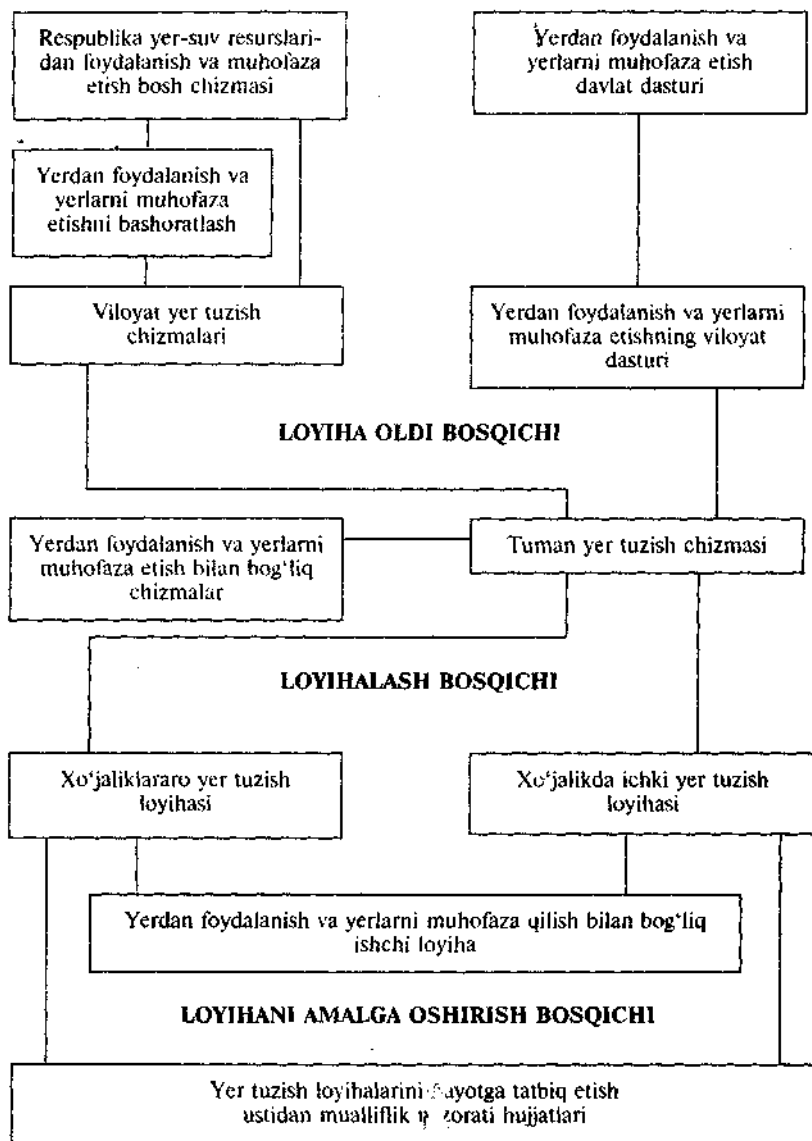 Respublika yer-suv resurslari-
dan foydalanish va muhofaza
etish bosh chizmasi
Yerdan foydalanish va
yerlarni muhofaza etish
davlat dasturi
Yerdan foydalanish va
yerlarni muhofaza
etishni bashoratlash
Viloyat yer tuzish
chizmalari
Yerdan foydalanish va yerlarni
muhofaza etishning viloyat
dasturi
LOYIHA OLDI BOSQICHI
Yerdan foydalanish va yerlarni
muhofaza etish bilan bog‘liq
chizmalar
Tuman yer tuzish chizmasi
LOYIHALASH BOSQICHI
Xo‘jaliklararo yer tuzish
loyihasi
Xo‘jalikda ichki yer tuzish
loyihasi
Yerdan foydalanish va yerlarni muhofaza qilish bilan bog‘liq
ishchi loyiha
LOYIHANI AMALGA OSHIRISH BOSQICHI
Yer tuzish loyihalarini tatbiq etish
ustidan mualliflik hujjatlari